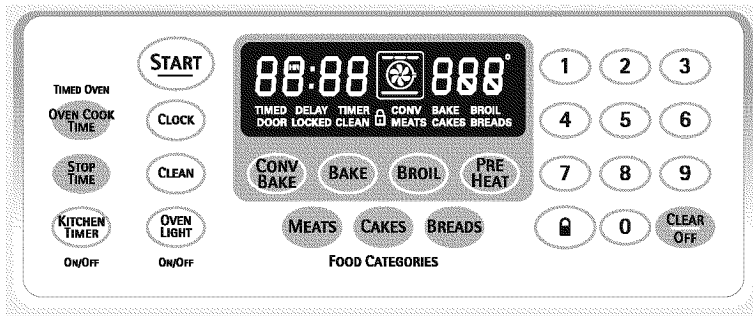 TIMED OVEN
OVEN COOK
TIME
STOP
TIME
KITCHEN
TIMER
ON/OFF
START
CLOCK
CLEAN
OVEN
LIGHT
ON/OFF
88:88 888°
TIMED DELAY TIMER CONV BAKE BROIL
DOOR LOCKED CLEAN MEATS CAKES BREADS
CONV
BAKE
BAKE
BROIL
PRE
HEAT
MEATS
CAKES
BREADS
FOOD CATEGORIES
1 2 3
4 5 6
7 8 9
0
CLEAR
OFF